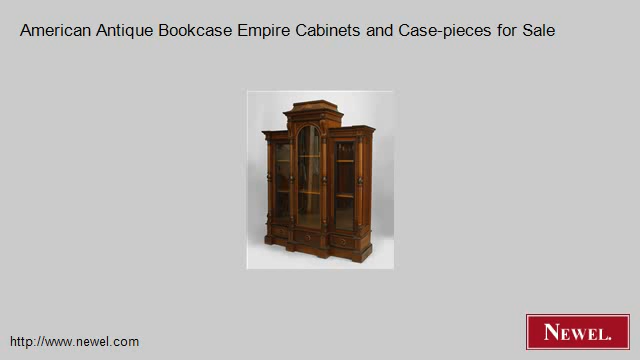 American Antique Bookcase Empire Cabinets and Case-pieces for Sale
http://www.newel.com
NEWEL.